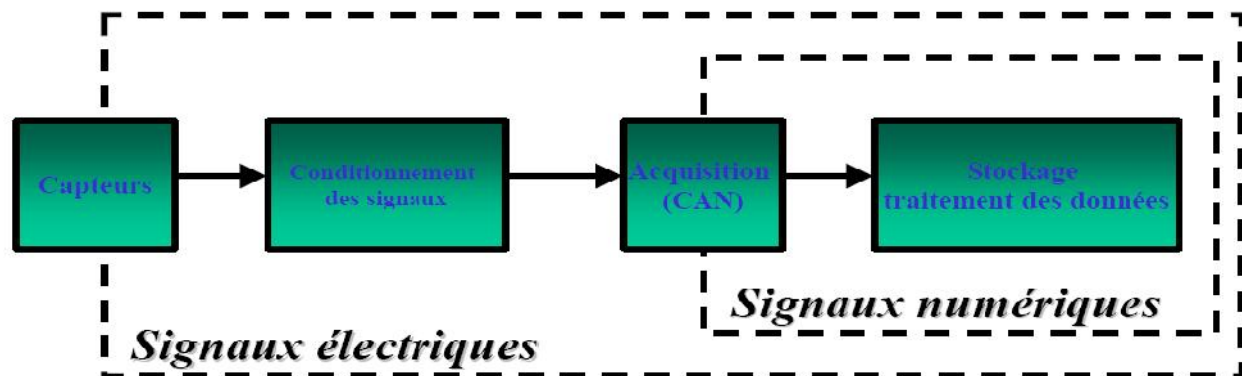 Capteurs
Conditionnement
des signaux
Acquisition
(CAN)
Stockage
traitement des données
Signaux numériques
Signaux électriques